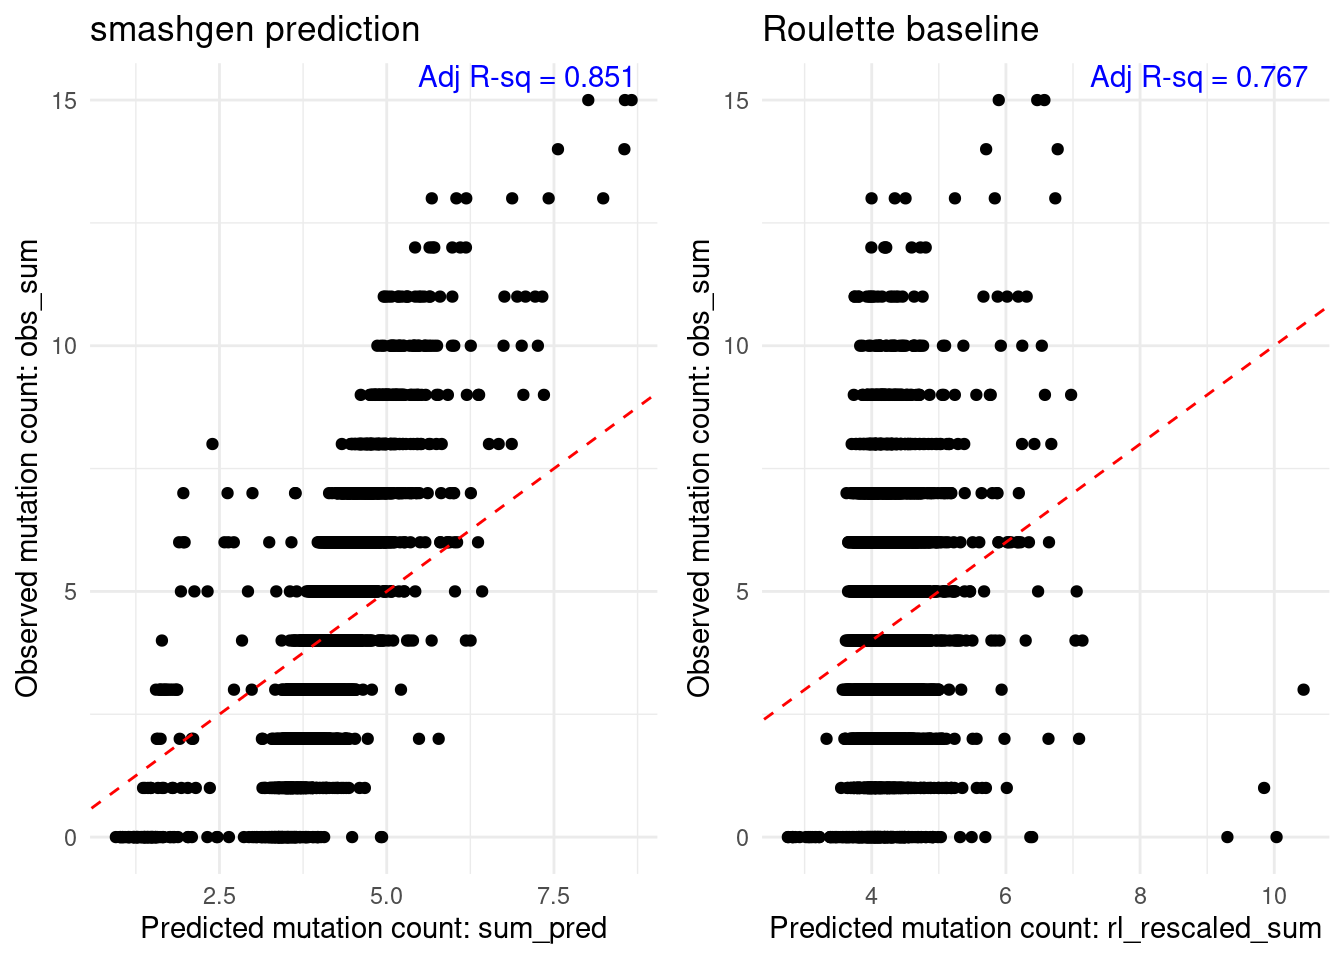 smashgen prediction
Adj R-sq = 0.851
Observed mutation count: obs_sum
15
10
5
0
2.5 5.0 7.5
Predicted mutation count: sum_pred
Roulette baseline
Adj R-sq = 0.767
Observed mutation count: obs_sum
15
10
5
0
4 6 8 10
Predicted mutation count: rl_rescaled_sum